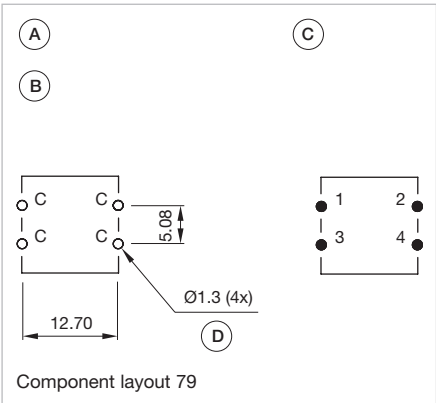 A C
B
C C 1 2
C C 5.08 3 4
Ø1.3 (4x)
12.70
D
Component layout 79